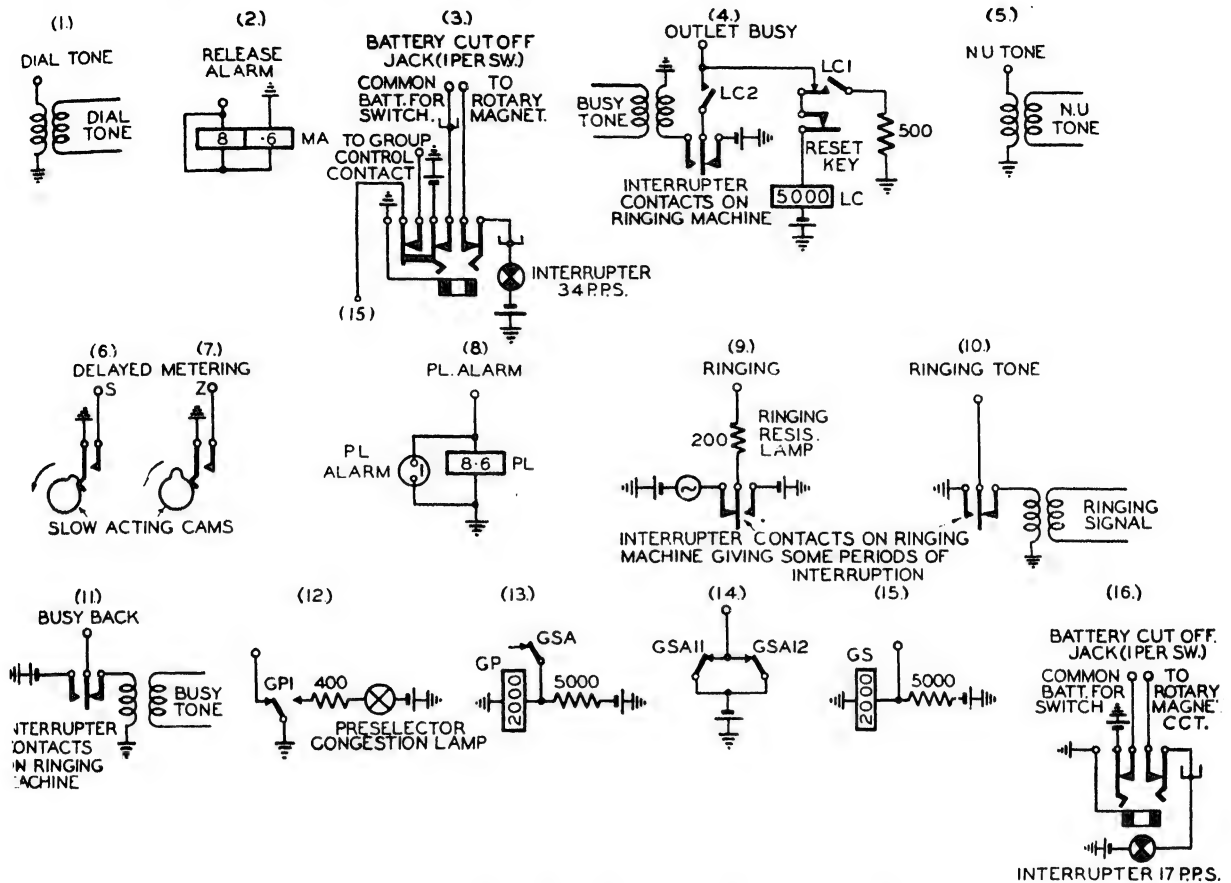 (1.)
DIAL TONE
DIAL
TONE
(2.)
RELEASE
ALARM
8 ·6 MA
(3.)
BATTERY CUT OFF
JACK (1 PER SW.)
COMMON
BATT. FOR
SWITCH.
TO
ROTARY
MAGNET.
TO GROUP
CONTROL
CONTACT
INTERRUPTER
34 P.P.S.
(15)
(4.)
OUTLET BUSY
BUSY
TONE
LC2
LC1
500
RESET
KEY
5000 LC
INTERRUPTER
CONTACTS ON
RINGING MACHINE
(5.)
N U TONE
N.U
TONE
(6.) (7.)
DELAYED METERING
S Z
SLOW ACTING CAMS
(8.)
PL. ALARM
PL
ALARM
8·6 PL
(9.)
RINGING
200
RINGING
RESIS.
LAMP
(10.)
RINGING TONE
RINGING
SIGNAL
INTERRUPTER CONTACTS ON RINGING
MACHINE GIVING SOME PERIODS OF
INTERRUPTION
(11)
BUSY BACK
BUSY
TONE
NTERRUPTER
ONTACTS
N RINGING
ACHINE
(12)
GP1
400
PRESELECTOR
CONGESTION LAMP
(13.)
GSA
GP
2000
5000
(14.)
GSA11 GSA12
(15.)
GS
2000
5000
(16.)
BATTERY CUT OFF.
JACK (1 PER SW.)
COMMON
BATT. FOR
SWITCH
TO
ROTARY
MAGNE
CCT.
INTERRUPTER 17 P.P.S.